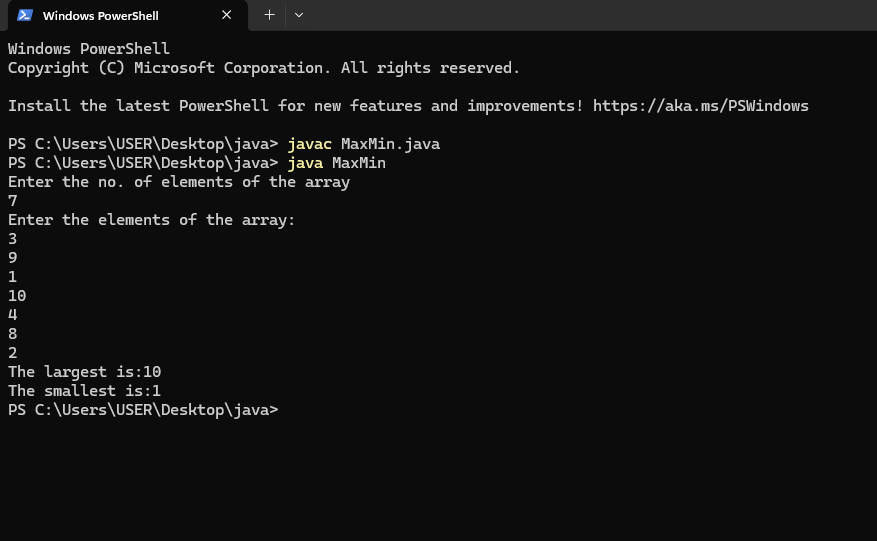 Windows PowerShell
Windows PowerShell
Copyright (C) Microsoft Corporation. All rights reserved.
Install the latest PowerShell for new features and improvements! https://aka.ms/PSWindows
PS C:\Users\USER\Desktop\java> javac MaxMin.java
PS C:\Users\USER\Desktop\java> java MaxMin
Enter the no. of elements of the array
7
Enter the elements of the array:
3
9
1
10
4
8
2
The largest is:10
The smallest is:1
PS C:\Users\USER\Desktop\java>